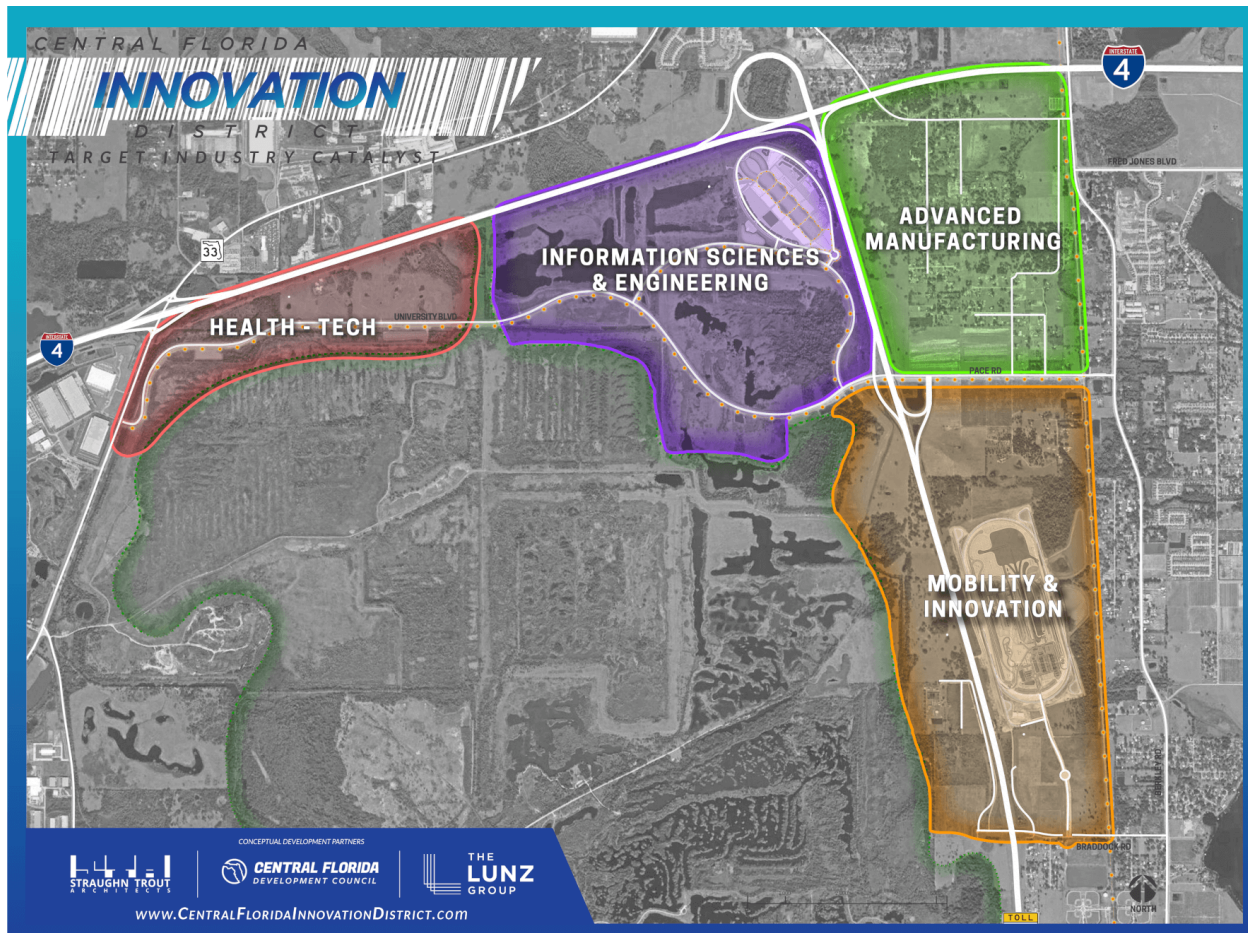 CENTRAL FLORIDA
INNOVATION
DISTRICT
TARGET INDUSTRY CATALYST
INTERSTATE
4
FRED JONES BLVD
ADVANCED
MANUFACTURING
33
INFORMATION SCIENCES
& ENGINEERING
UNIVERSITY BLVD
HEALTH - TECH
INTERSTATE
4
PACE RD
MOBILITY &
INNOVATION
BRADDOCK RD
CONCEPTUAL DEVELOPMENT PARTNERS
STRAUGHN TROUT
ARCHITECTS
CENTRAL FLORIDA
DEVELOPMENT COUNCIL
THE
LUNZ
GROUP
www.CentralFloridaInnovationDistrict.com
TOLL
NORTH